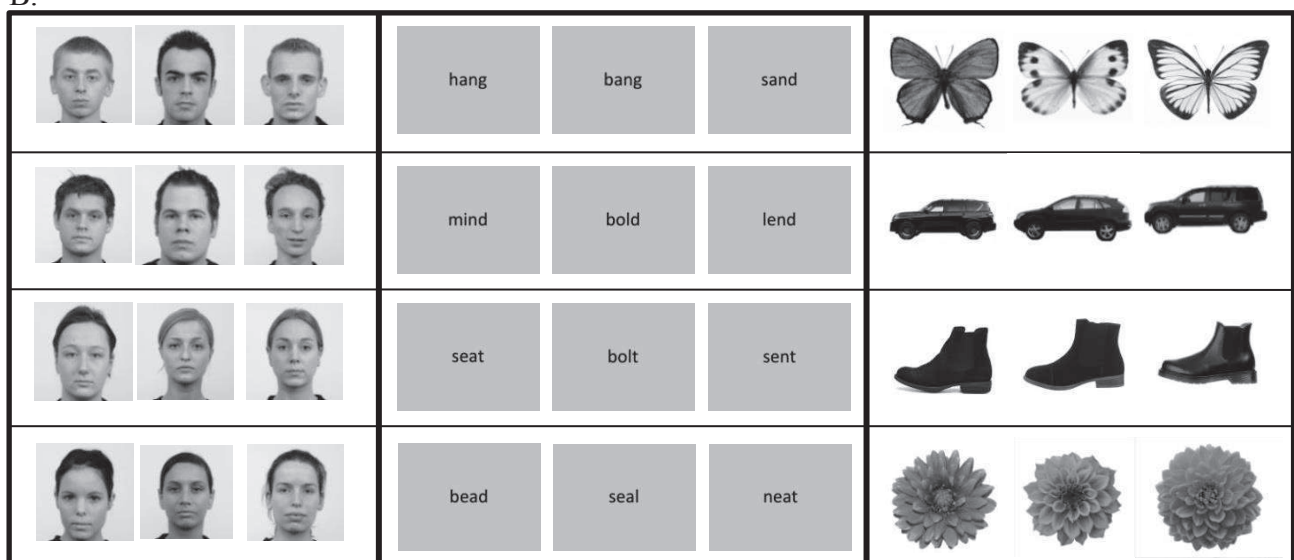 B.
hang bang sand
mind bold lend
seat bolt sent
bead seal neat